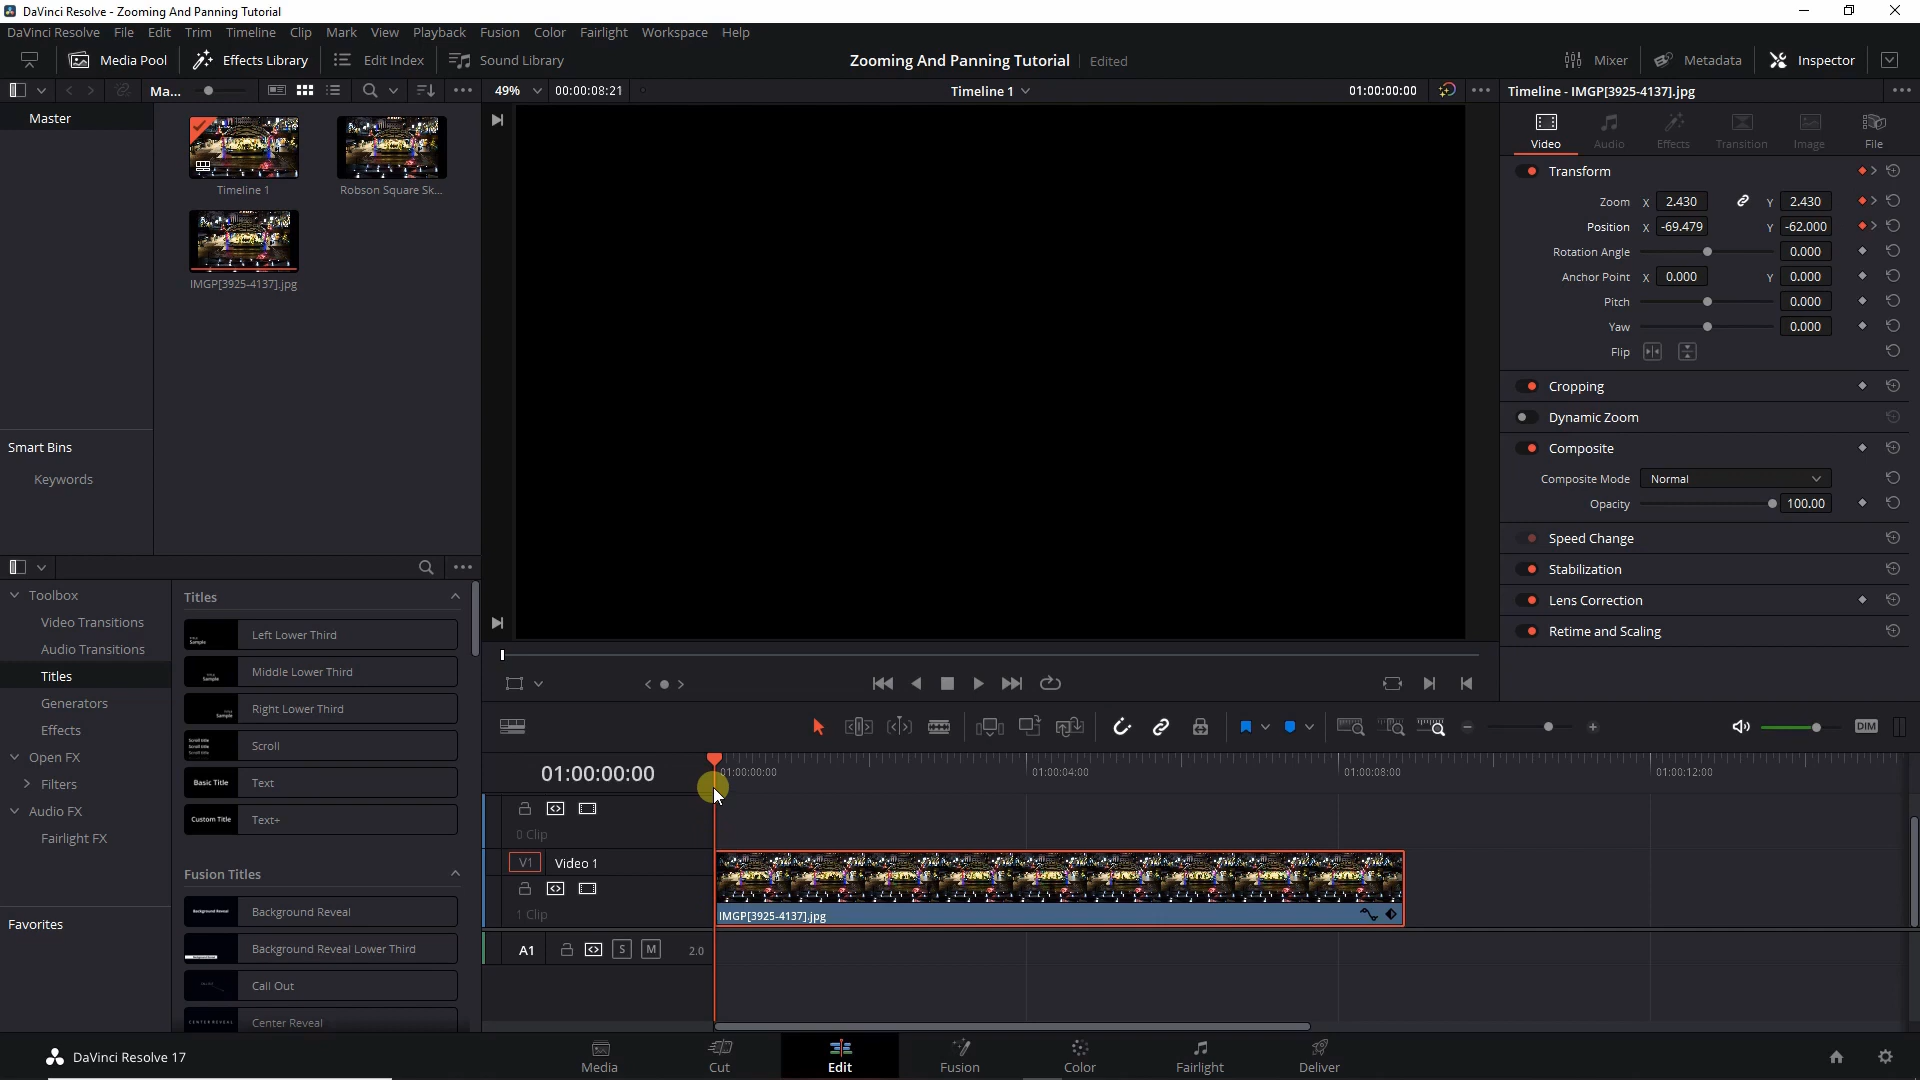 DaVinci Resolve - Zooming And Panning Tutorial
DaVinci Resolve File Edit Trim Timeline Clip Mark View Playback Fusion Color Fairlight Workspace Help
Media Pool Effects Library Edit Index Sound Library Zooming And Panning Tutorial Edited Mixer Metadata Inspector
Ma... 49% 00:00:08:21 Timeline 1 01:00:00:00 Timeline - IMGP[3925-4137].jpg
Master
Timeline 1
Robson Square Sk...
IMGP[3925-4137].jpg
Smart Bins
Keywords
Video Audio Effects Transition Image File
Transform
Zoom X 2.430 Y 2.430
Position X -69.479 Y -62.000
Rotation Angle 0.000
Anchor Point X 0.000 Y 0.000
Pitch 0.000
Yaw 0.000
Flip
Cropping
Dynamic Zoom
Composite
Composite Mode Normal
Opacity 100.00
Speed Change
Stabilization
Lens Correction
Retime and Scaling
Toolbox
Video Transitions
Audio Transitions
Titles
Generators
Effects
Open FX
Filters
Audio FX
Fairlight FX
Favorites
Titles
Left Lower Third
Middle Lower Third
Right Lower Third
Scroll
Basic Title Text
Custom Title Text+
Fusion Titles
Background Reveal Background Reveal
Background Reveal Lower Third
Call Out
CENTER REVEAL Center Reveal
DIM
01:00:00:00 01:00:00:00 01:00:04:00 01:00:08:00 01:00:12:00
0 Clip
V1 Video 1
1 Clip
IMGP[3925-4137].jpg
A1 S M 2.0
DaVinci Resolve 17
Media Cut Edit Fusion Color Fairlight Deliver